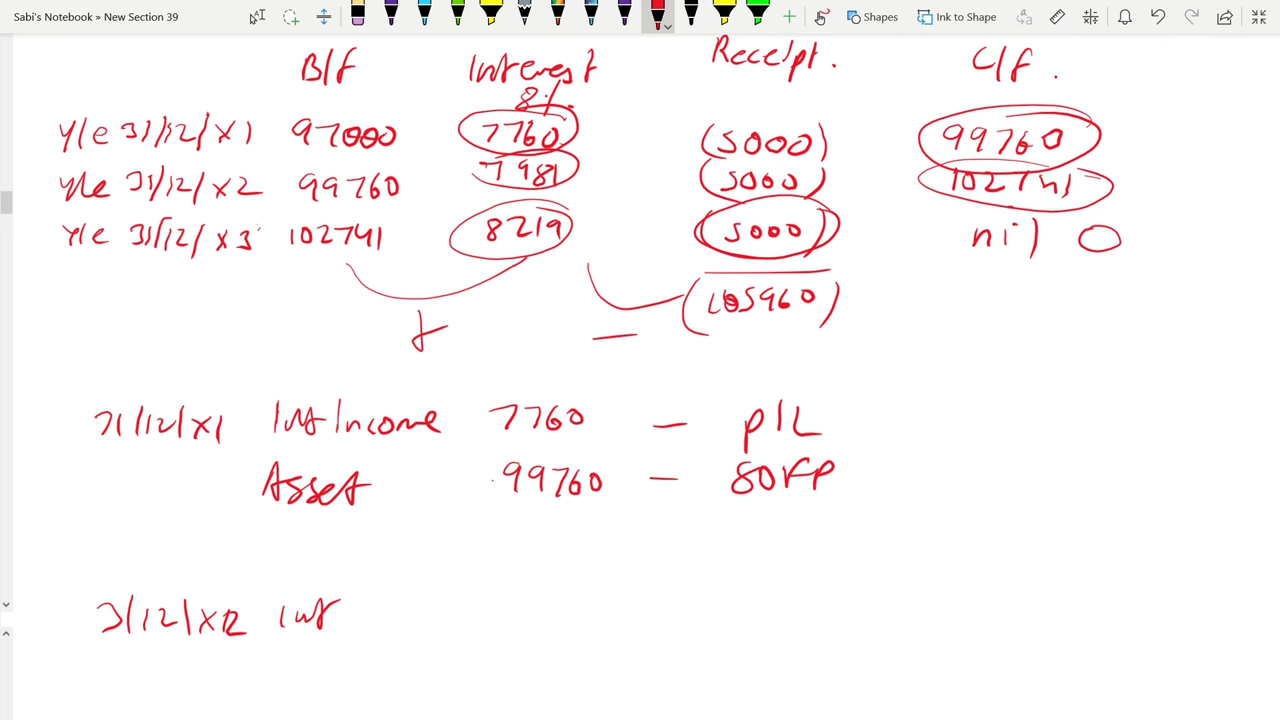 Sabi's Notebook » New Section 39 Shapes Ink to Shape
B/f Interest Receipt. C/f.
8%
Y/e 31/12/X1 97000 7760 (5000) 99760
Y/e 31/12/X2 99760 7981 (5000) 102741
Y/e 31/12/X3 102741 8219 (5000) nil 0
(105960)
+ –
31/12/X1 Int Income 7760 – P/L
Asset 99760 – SOFP
31/12/X2 Int